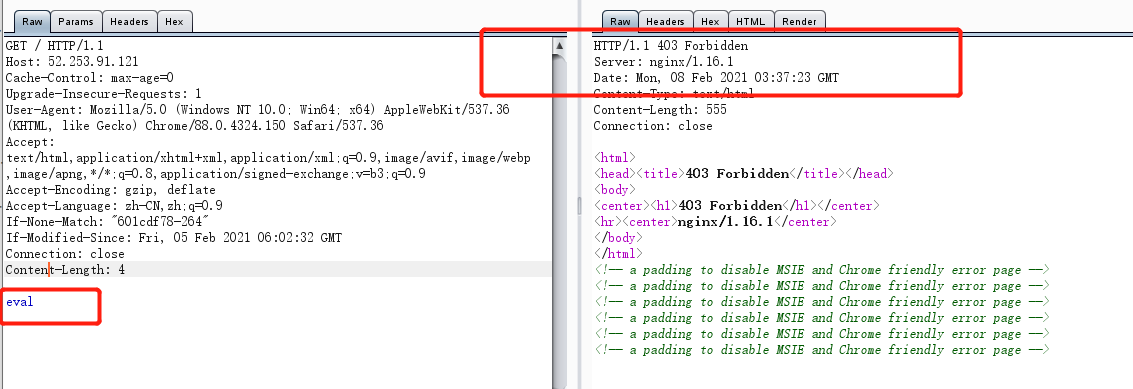 Raw Params Headers Hex
GET / HTTP/1.1
Host: 52.253.91.121
Cache-Control: max-age=0
Upgrade-Insecure-Requests: 1
User-Agent: Mozilla/5.0 (Windows NT 10.0; Win64; x64) AppleWebKit/537.36
(KHTML, like Gecko) Chrome/88.0.4324.150 Safari/537.36
Accept:
text/html,application/xhtml+xml,application/xml;q=0.9,image/avif,image/webp
,image/apng,*/*;q=0.8,application/signed-exchange;v=b3;q=0.9
Accept-Encoding: gzip, deflate
Accept-Language: zh-CN,zh;q=0.9
If-None-Match: "601cdf78-264"
If-Modified-Since: Fri, 05 Feb 2021 06:02:32 GMT
Connection: close
Content-Length: 4
eval
Raw Headers Hex HTML Render
HTTP/1.1 403 Forbidden
Server: nginx/1.16.1
Date: Mon, 08 Feb 2021 03:37:23 GMT
Content-Type: text/html
Content-Length: 555
Connection: close
<html>
<head><title>403 Forbidden</title></head>
<body>
<center><h1>403 Forbidden</h1></center>
<hr><center>nginx/1.16.1</center>
</body>
</html>
<!-- a padding to disable MSIE and Chrome friendly error page -->
<!-- a padding to disable MSIE and Chrome friendly error page -->
<!-- a padding to disable MSIE and Chrome friendly error page -->
<!-- a padding to disable MSIE and Chrome friendly error page -->
<!-- a padding to disable MSIE and Chrome friendly error page -->
<!-- a padding to disable MSIE and Chrome friendly error page -->